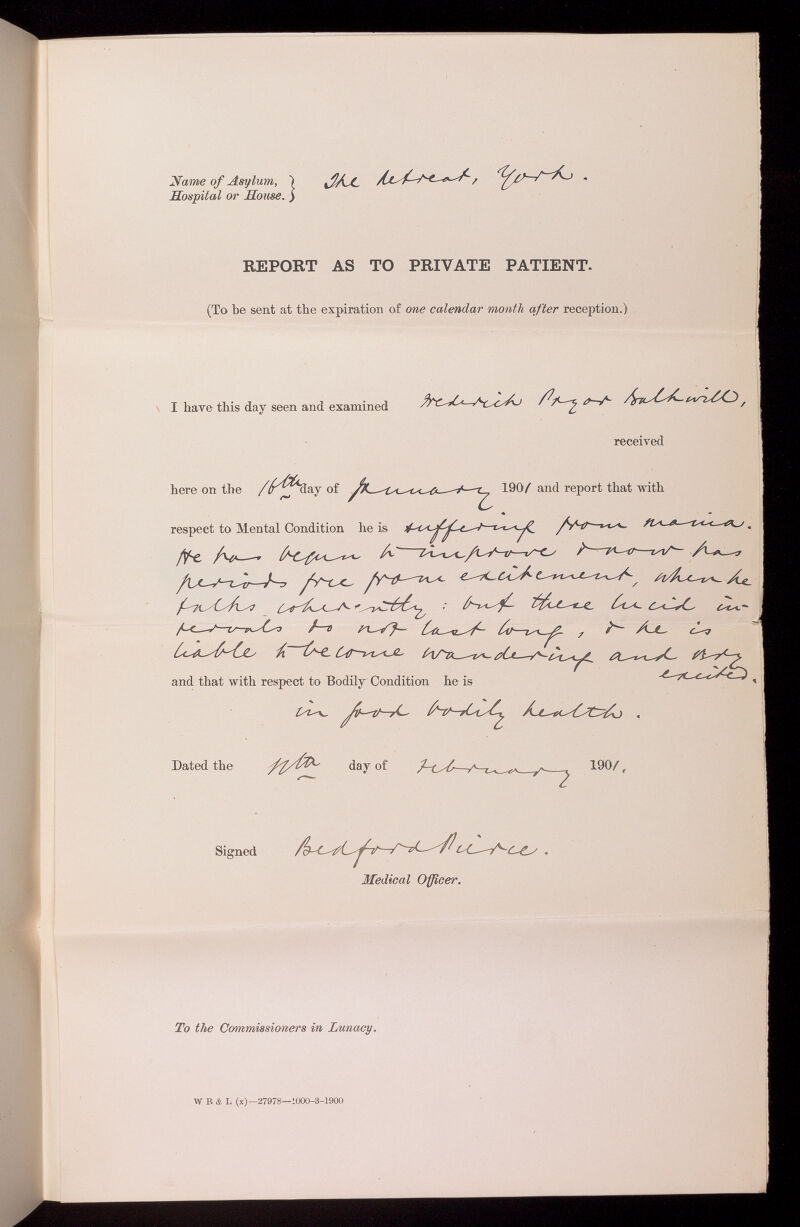 Name of Asylum, } The Retreat, York.
Hospital or House. }
REPORT AS TO PRIVATE PATIENT.
(To be sent at the expiration of one calendar month after reception.)
I have this day seen and examined Frederick Pryor Balkwill,
received
here on the 16th day of January 1901 and report that with
respect to Mental Condition he is suffering from mania.
He has begun to improve & now has
periods free from excitement, when he
talks coherently: but these lucid in-
tervals do not last long, & he is
liable to become wandering and very
excited.
and that with respect to Bodily Condition he is
in good bodily health.
Dated the day of February 1901.
Signed Bedford Pierce.
Medical Officer.
To the Commissioners in Lunacy.
W B & L (x)—27978—1000-3-1900